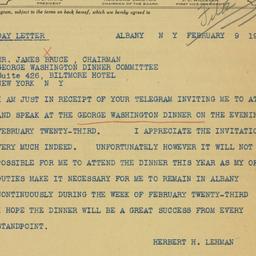 DAY LETTER ALBANY N Y FEBRUARY 9 19
MR. JAMES BRUCE, CHAIRMAN
GEORGE WASHINGTON DINNER COMMITTEE
SUITE 426, BILTMORE HOTEL
NEW YORK N Y
I AM JUST IN RECEIPT OF YOUR TELEGRAM INVITING ME TO AT
AND SPEAK AT THE GEORGE WASHINGTON DINNER ON THE EVENIN
FEBRUARY TWENTY-THIRD. I APPRECIATE THE INVITATIO
VERY MUCH INDEED. UNFORTUNATELY HOWEVER IT WILL NOT
POSSIBLE FOR ME TO ATTEND THE DINNER THIS YEAR AS MY OF
DUTIES MAKE IT NECESSARY FOR ME TO REMAIN IN ALBANY
CONTINUOUSLY DURING THE WEEK OF FEBRUARY TWENTY-THIRD
I HOPE THE DINNER WILL BE A GREAT SUCCESS FROM EVERY
STANDPOINT.
HERBERT H. LEHMAN